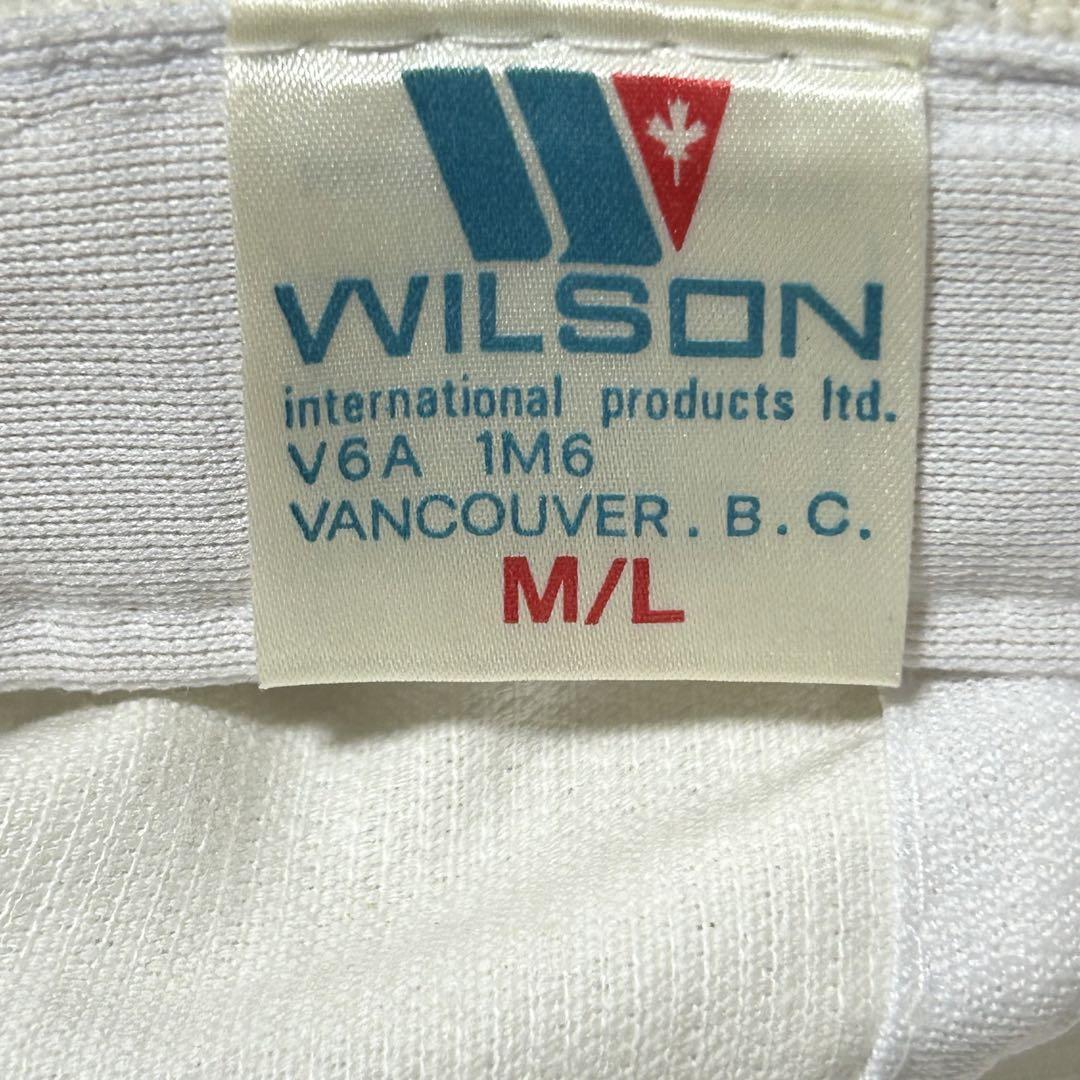 WILSON
international products ltd.
V6A 1M6
VANCOUVER. B.C.
M/L